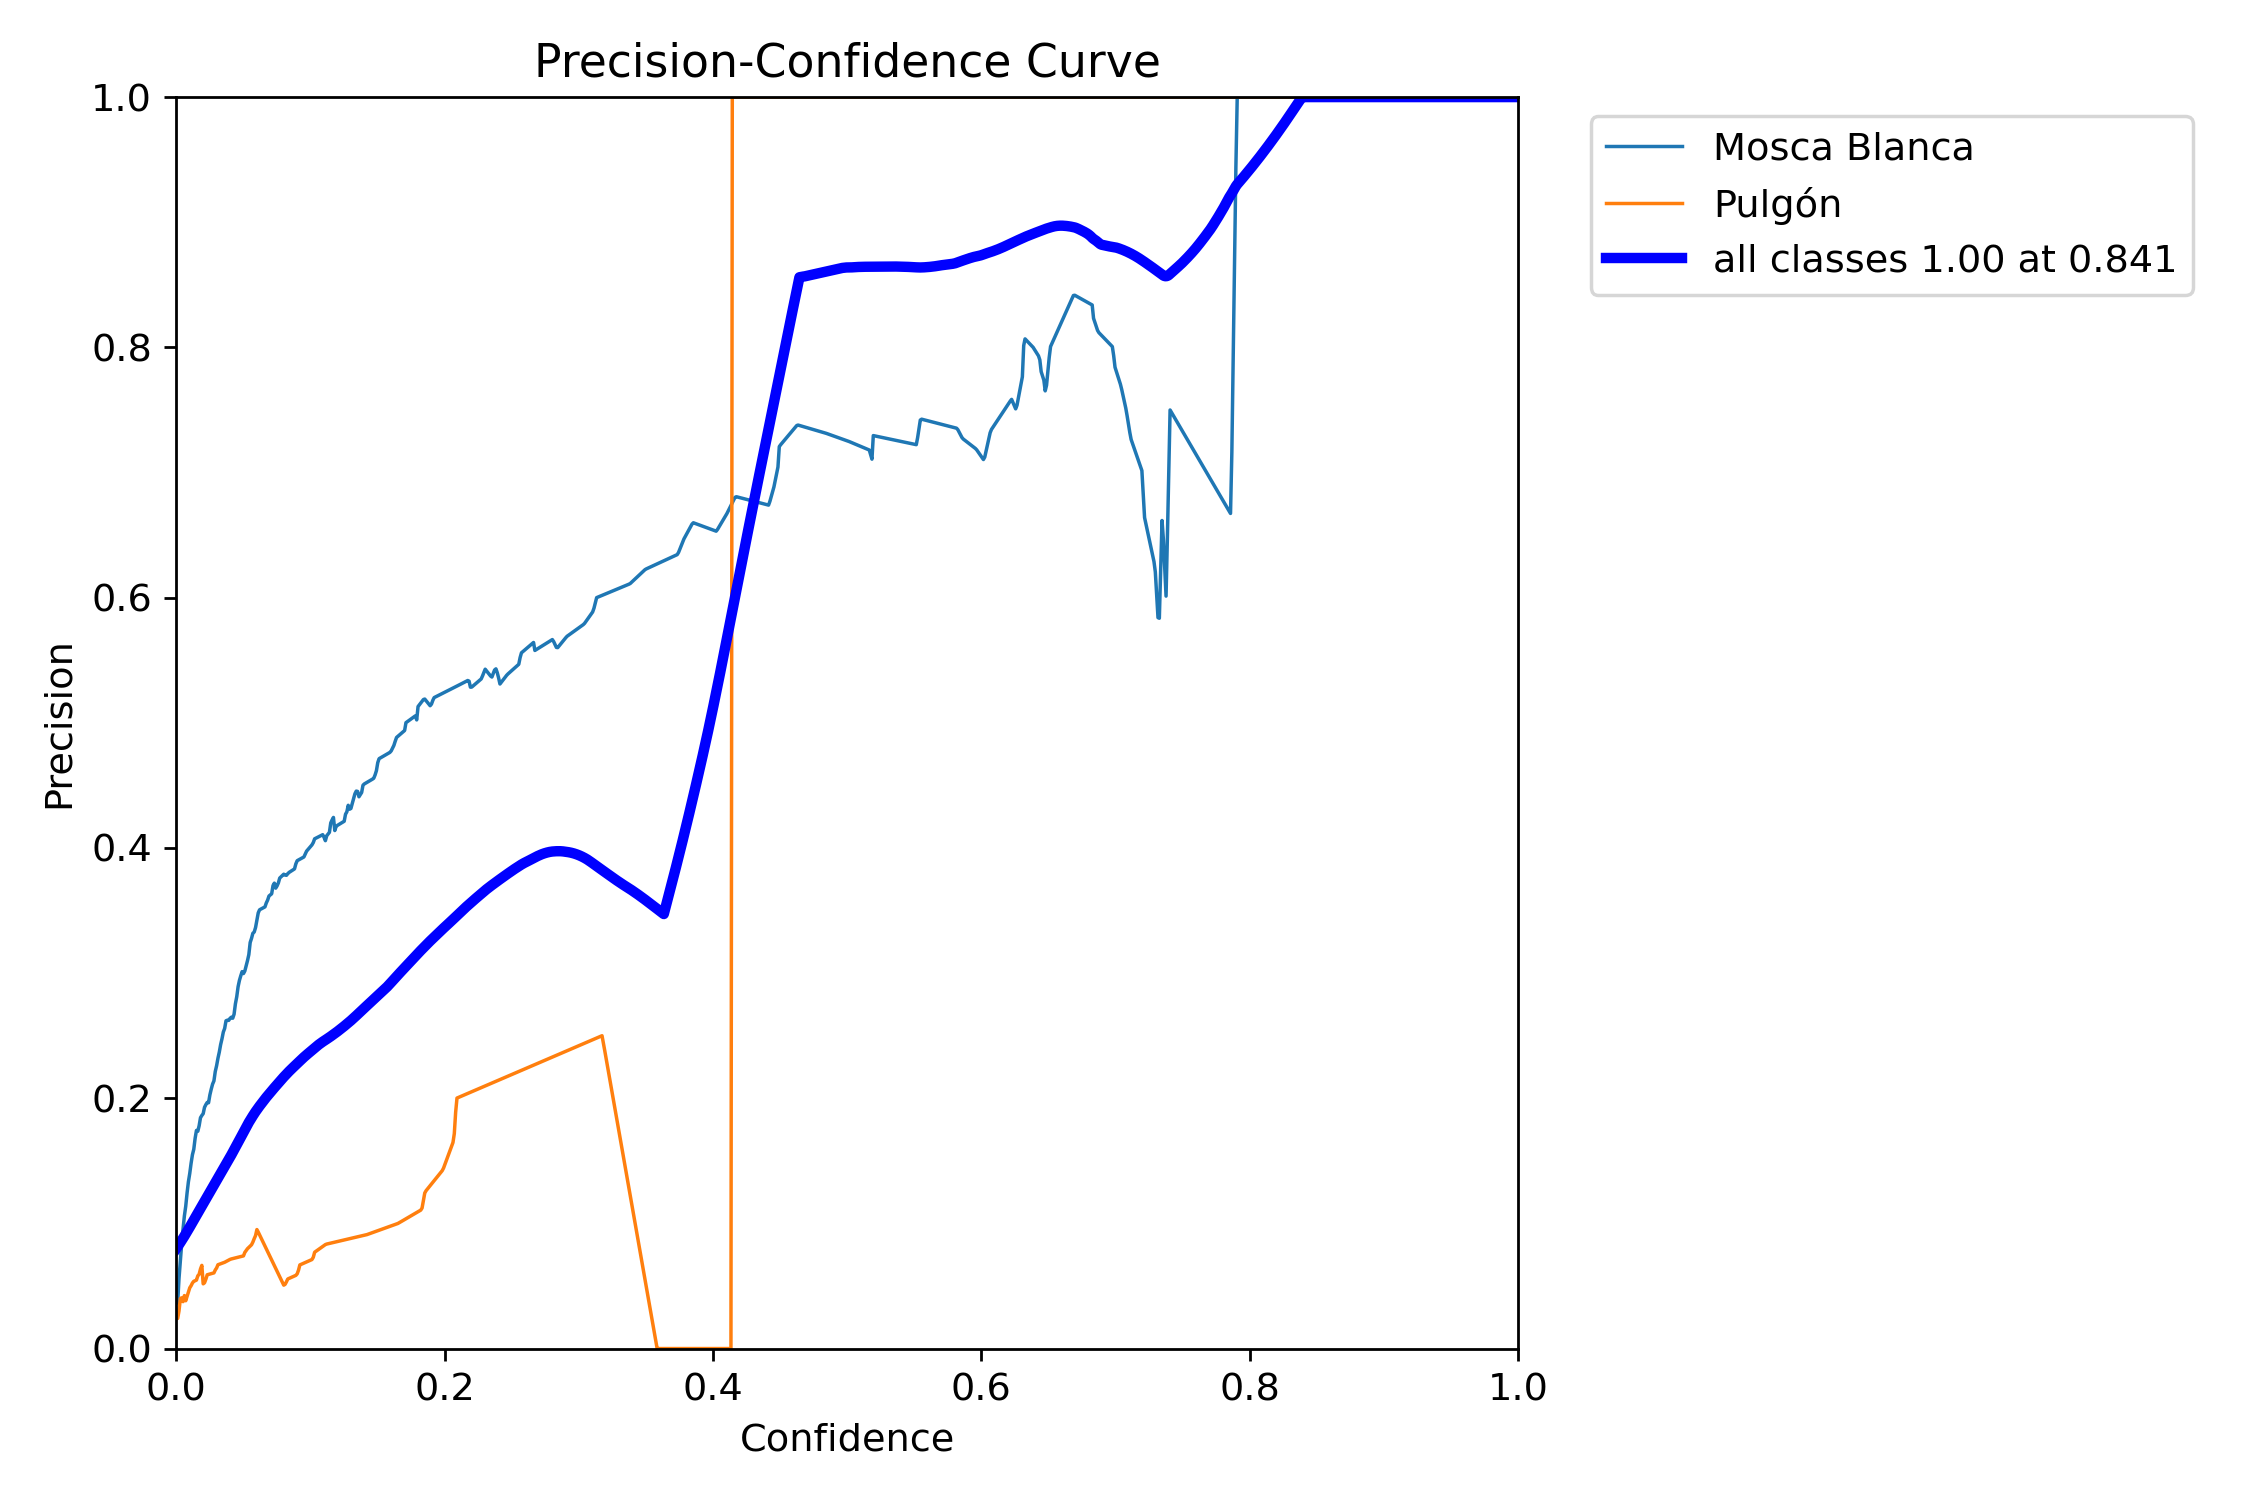 Precision-Confidence Curve
1.0
0.8
0.6
0.4
0.2
0.0
Precision
0.0 0.2 0.4 0.6 0.8 1.0
Confidence
Mosca Blanca
Pulgón
all classes 1.00 at 0.841